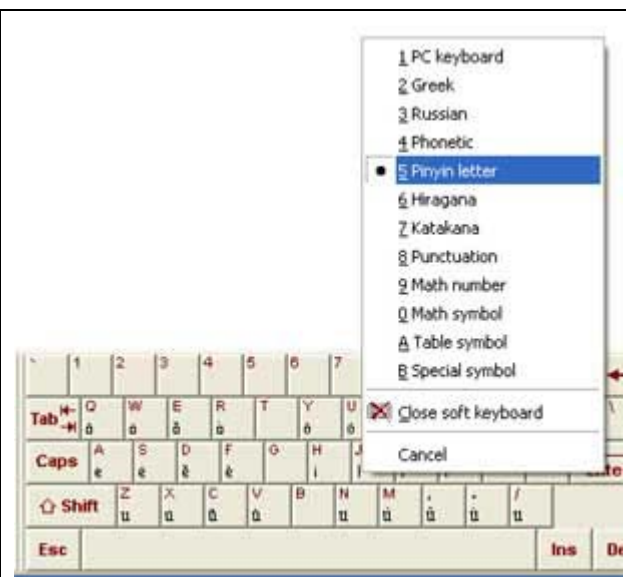 1 PC keyboard
2 Greek
3 Russian
4 Phonetic
5 Pinyin letter
6 Hiragana
7 Katakana
8 Punctuation
9 Math number
0 Math symbol
A Table symbol
B Special symbol
Close soft keyboard
Cancel
` 1 2 3 4 5 6 7
Tab Q W E R T Y U \
Caps A S D F G H J
Shift Z X C V B N M , . /
Esc Ins